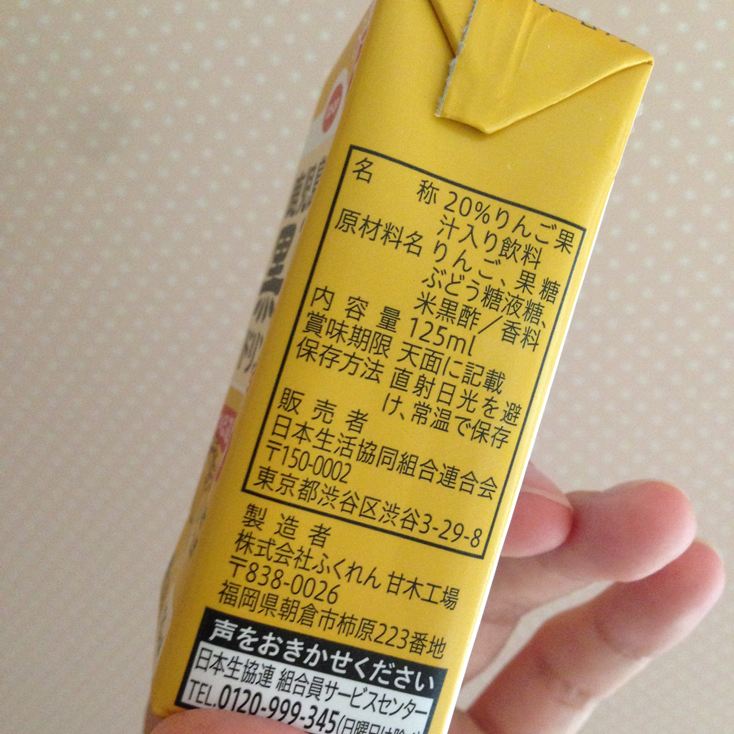 名称 20%りんご果
汁入り飲料
原材料名 りんご、果糖
ぶどう糖液糖、
米黒酢／香料
内容量 125ml
賞味期限 天面に記載
保存方法 直射日光を避
け、常温で保存
販売者
日本生活協同組合連合会
〒150-0002
東京都渋谷区渋谷3-29-8
製造者
株式会社ふくれん 甘木工場
〒838-0026
福岡県朝倉市柿原223番地
声をおきかせください
日本生協連 組合員サービスセンター
TEL.0120-999-345(日曜日は除